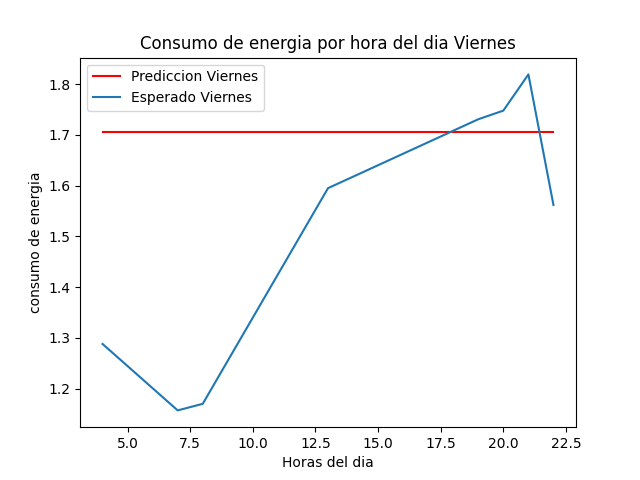 Consumo de energia por hora del dia Viernes
Prediccion Viernes
Esperado Viernes
consumo de energia
1.8
1.7
1.6
1.5
1.4
1.3
1.2
5.0 7.5 10.0 12.5 15.0 17.5 20.0 22.5
Horas del dia